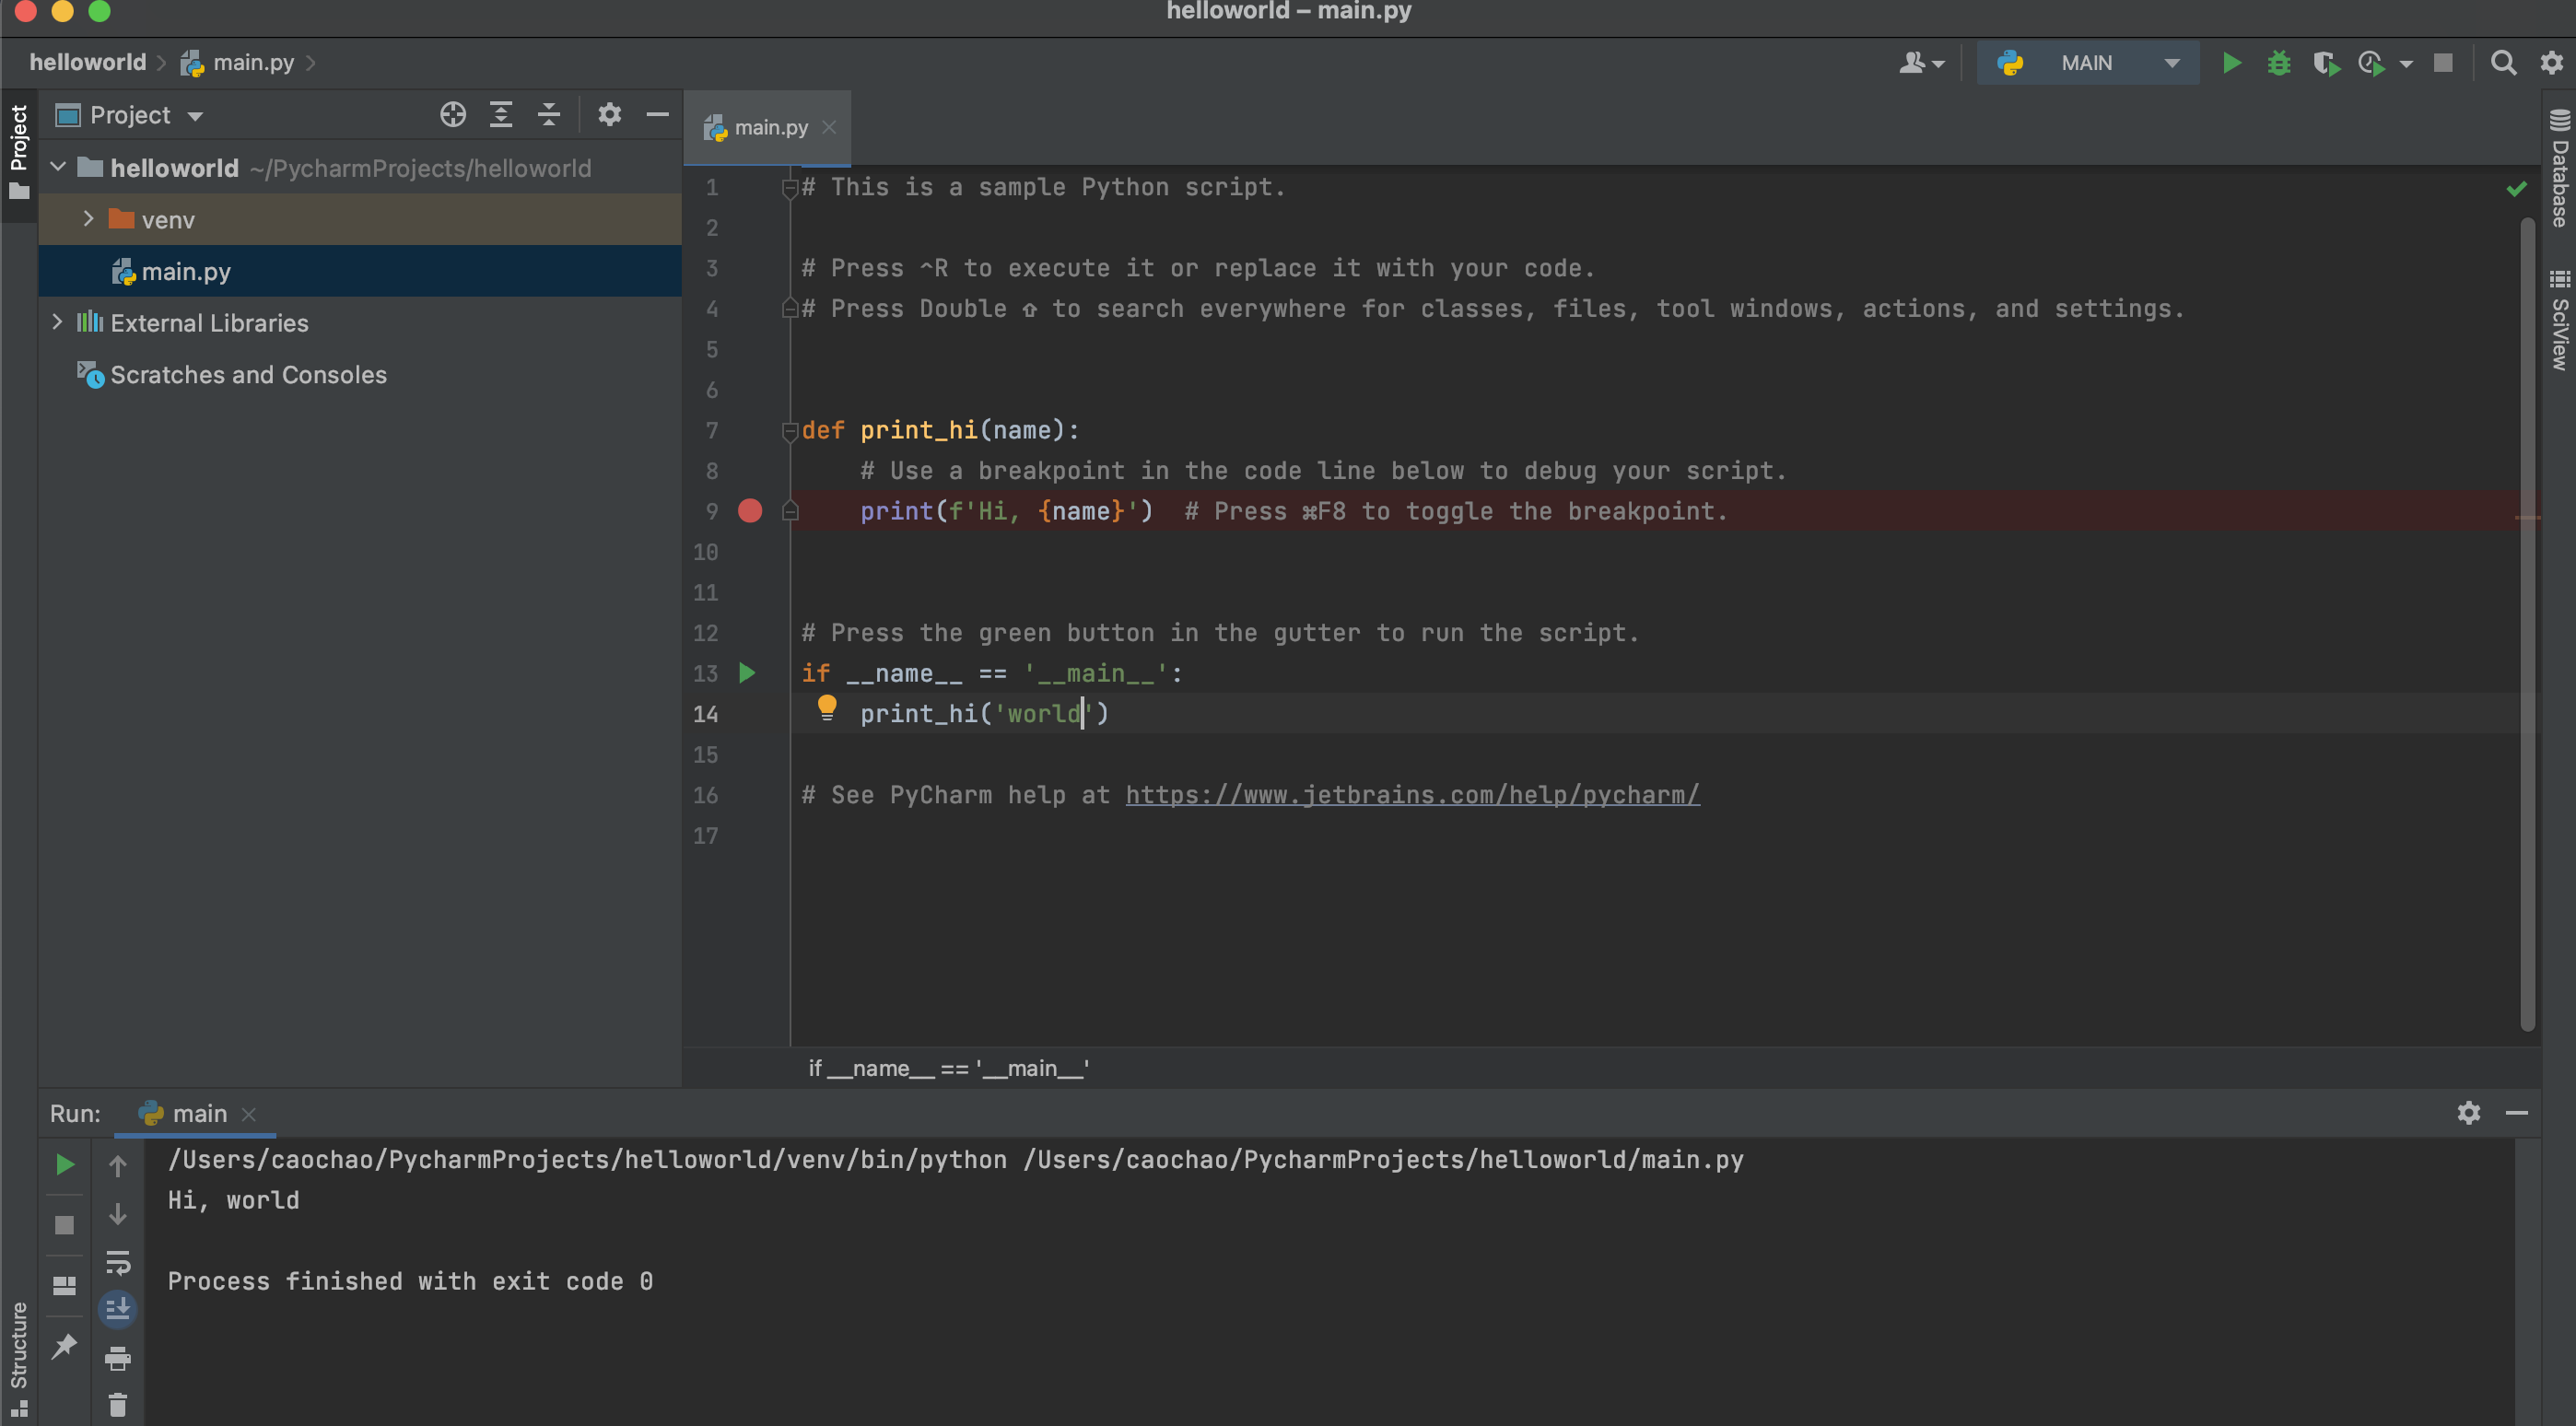 helloworld – main.py
helloworld main.py
MAIN
Project
Project
helloworld ~/PycharmProjects/helloworld
venv
main.py
External Libraries
Scratches and Consoles
main.py
1 # This is a sample Python script.
2
3 # Press ^R to execute it or replace it with your code.
4 # Press Double ⇧ to search everywhere for classes, files, tool windows, actions, and settings.
5
6
7 def print_hi(name):
8 # Use a breakpoint in the code line below to debug your script.
9 print(f'Hi, {name}')  # Press ⌘F8 to toggle the breakpoint.
10
11
12 # Press the green button in the gutter to run the script.
13 if __name__ == '__main__':
14 print_hi('world')
15
16 # See PyCharm help at https://www.jetbrains.com/help/pycharm/
17
if __name__ == '__main__'
Database
SciView
Run: main
/Users/caochao/PycharmProjects/helloworld/venv/bin/python /Users/caochao/PycharmProjects/helloworld/main.py
Hi, world
Process finished with exit code 0
Structure